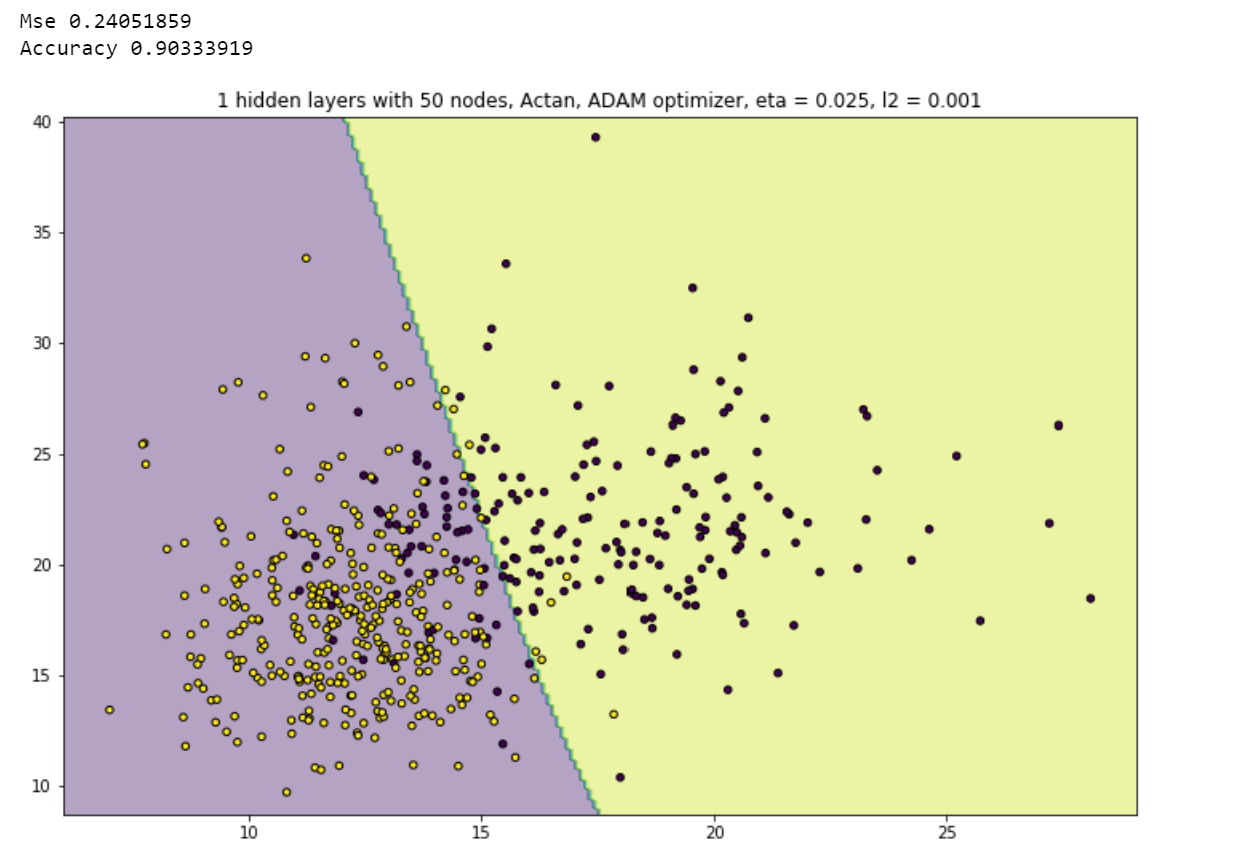 Mse 0.24051859
Accuracy 0.90333919
1 hidden layers with 50 nodes, Actan, ADAM optimizer, eta = 0.025, l2 = 0.001
40
35
30
25
20
15
10
10 15 20 25